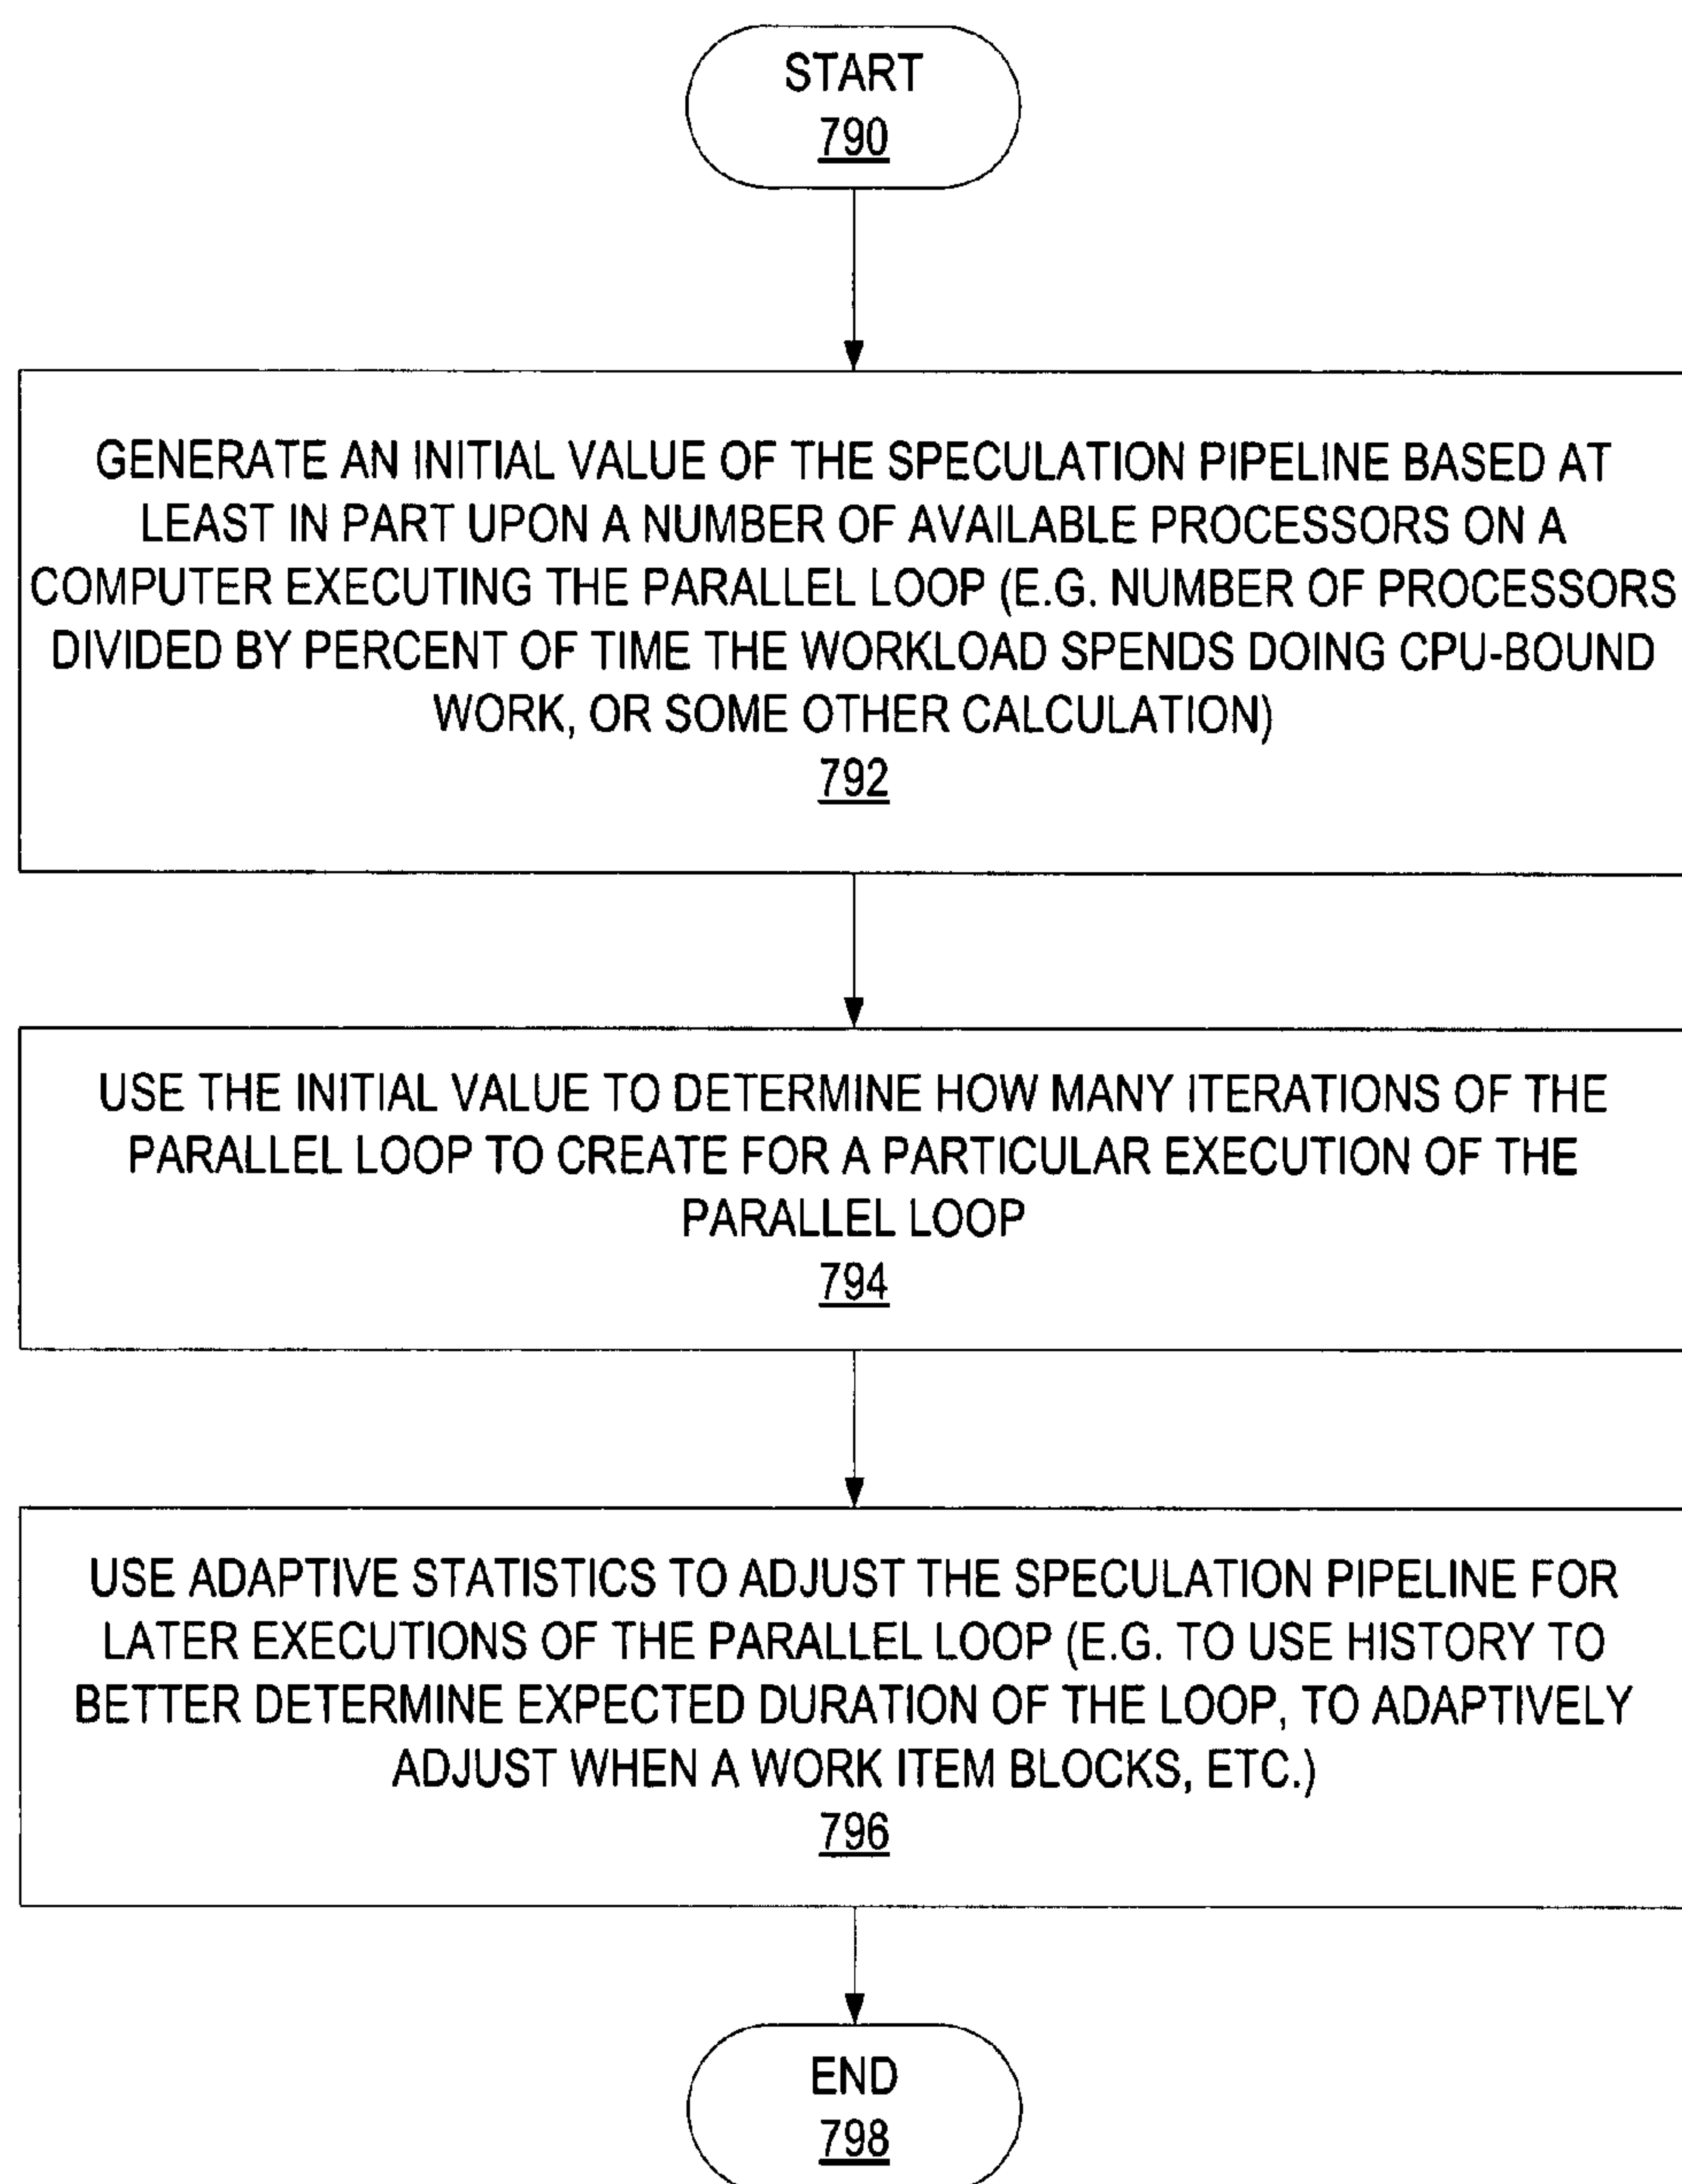 START
790
GENERATE AN INITIAL VALUE OF THE SPECULATION PIPELINE BASED AT
LEAST IN PART UPON A NUMBER OF AVAILABLE PROCESSORS ON A
COMPUTER EXECUTING THE PARALLEL LOOP (E.G. NUMBER OF PROCESSORS
DIVIDED BY PERCENT OF TIME THE WORKLOAD SPENDS DOING CPU-BOUND
WORK, OR SOME OTHER CALCULATION)
792
USE THE INITIAL VALUE TO DETERMINE HOW MANY ITERATIONS OF THE
PARALLEL LOOP TO CREATE FOR A PARTICULAR EXECUTION OF THE
PARALLEL LOOP
794
USE ADAPTIVE STATISTICS TO ADJUST THE SPECULATION PIPELINE FOR
LATER EXECUTIONS OF THE PARALLEL LOOP (E.G. TO USE HISTORY TO
BETTER DETERMINE EXPECTED DURATION OF THE LOOP, TO ADAPTIVELY
ADJUST WHEN A WORK ITEM BLOCKS, ETC.)
796
END
798